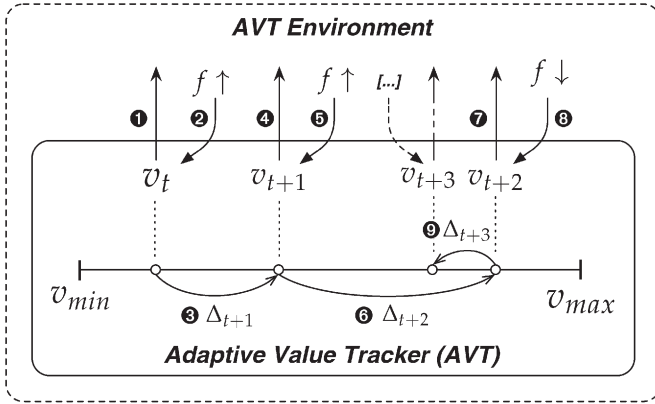 AVT Environment
f ↑ f ↑ [...] f ↓
❶ ❷ ❹ ❺ ❼ ❽
v_t v_{t+1} v_{t+3} v_{t+2}
❾ Δ_{t+3}
v_{min} v_{max}
❸ Δ_{t+1} ❻ Δ_{t+2}
Adaptive Value Tracker (AVT)